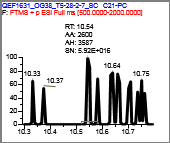 QEF1631_OG38_T5-28-2-7_SC C21-PC
F: FTMS + p ESI Full ms [500.0000-2000.0000]
RT: 10.54
AA: 2600
AH: 3587
SN: 5.92E+016
100
80
60
40
20
0
10.33
10.37
10.64
10.75
10.3
10.4
10.5
10.6
10.7